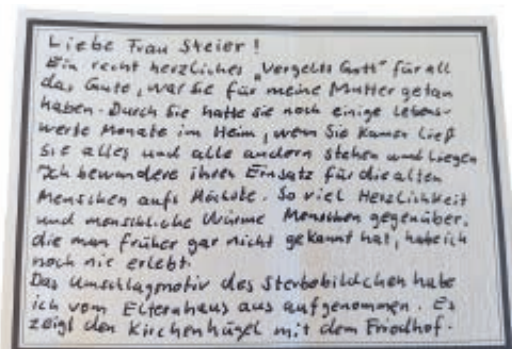 Liebe Frau Steier!
Ein recht herzliches „Vergelts Gott" für all
das Gute, was Sie für meine Mutter getan
haben. Durch Sie hatte sie noch einige lebens-
werte Monate im Heim, wenn Sie kamen ließ
sie alles und alle andern stehen und liegen
Ich bewundere ihren Einsatz für die alten
Menschen aufs Höchste. So viel Herzlichkeit
und menschliche Wärme Menschen gegenüber,
die man früher gar nicht gekannt hat, habe ich
noch nie erlebt.
Das Umschlagmotiv des Sterbebildchen habe
ich vom Elternhaus aus aufgenommen. Es
zeigt den Kirchenhügel mit dem Friedhof.